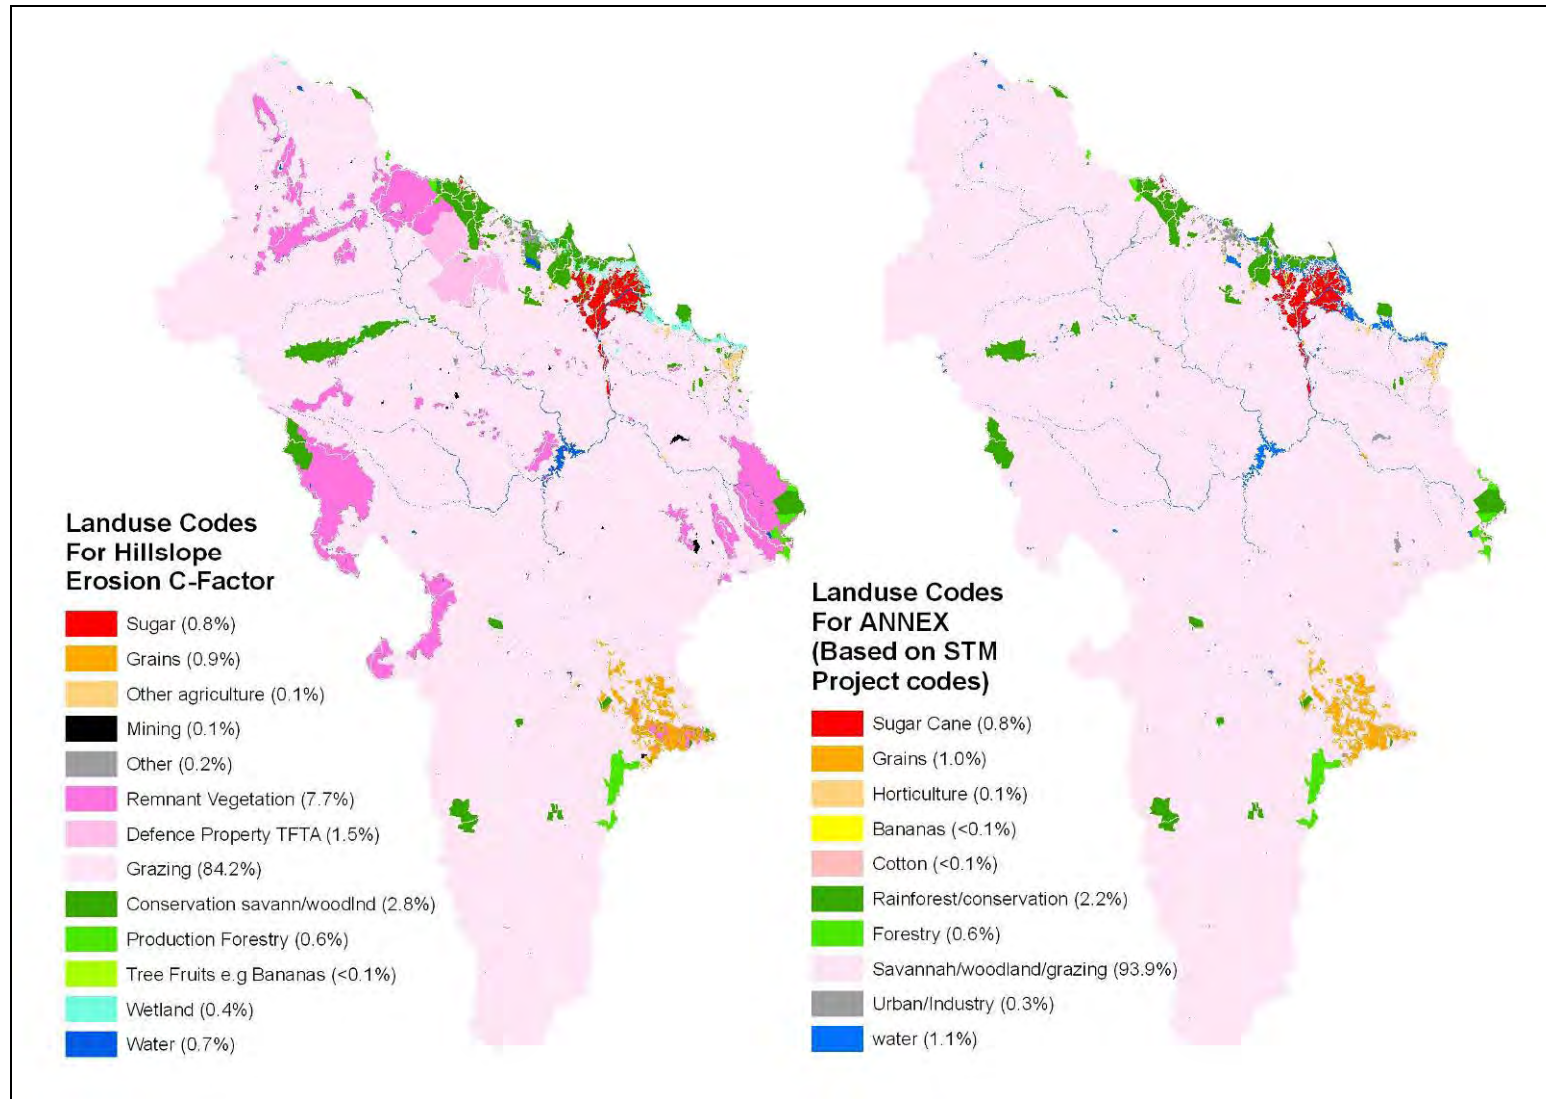 Landuse Codes
For Hillslope
Erosion C-Factor
Sugar (0.8%)
Grains (0.9%)
Other agriculture (0.1%)
Mining (0.1%)
Other (0.2%)
Remnant Vegetation (7.7%)
Defence Property TFTA (1.5%)
Grazing (84.2%)
Conservation savann/woodlnd (2.8%)
Production Forestry (0.6%)
Tree Fruits e.g Bananas (<0.1%)
Wetland (0.4%)
Water (0.7%)
Landuse Codes
For ANNEX
(Based on STM
Project codes)
Sugar Cane (0.8%)
Grains (1.0%)
Horticulture (0.1%)
Bananas (<0.1%)
Cotton (<0.1%)
Rainforest/conservation (2.2%)
Forestry (0.6%)
Savannah/woodland/grazing (93.9%)
Urban/Industry (0.3%)
water (1.1%)